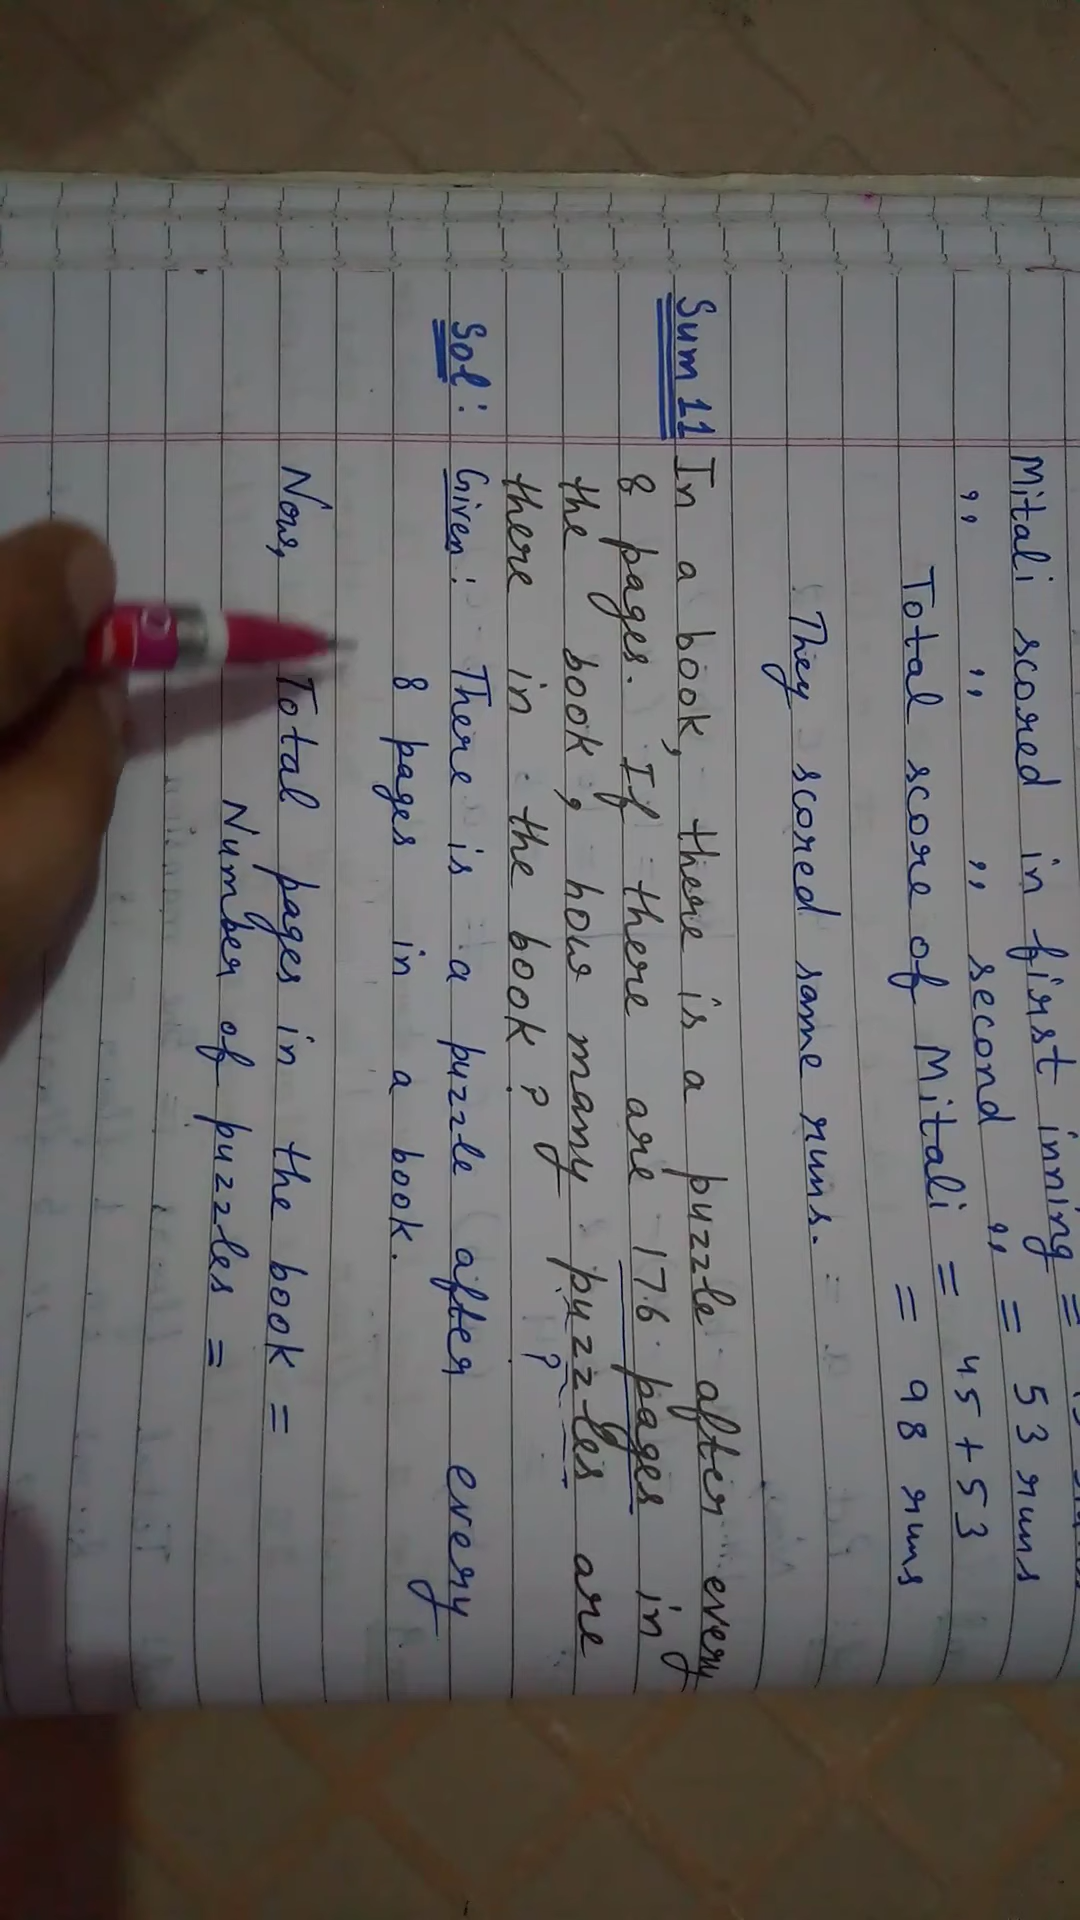 Mitali scored in first inning =
,, ,, ,, second ,, = 53 runs
Total score of Mitali = 45 + 53
= 98 runs
They scored same runs.
Sum 11 In a book, there is a puzzle after every
8 pages. If there are 176 pages in
the book, how many puzzles are
there in the book ? ?
Sol: Given: There is a puzzle after every
8 pages in a book.
Now, Total pages in the book =
Number of puzzles =